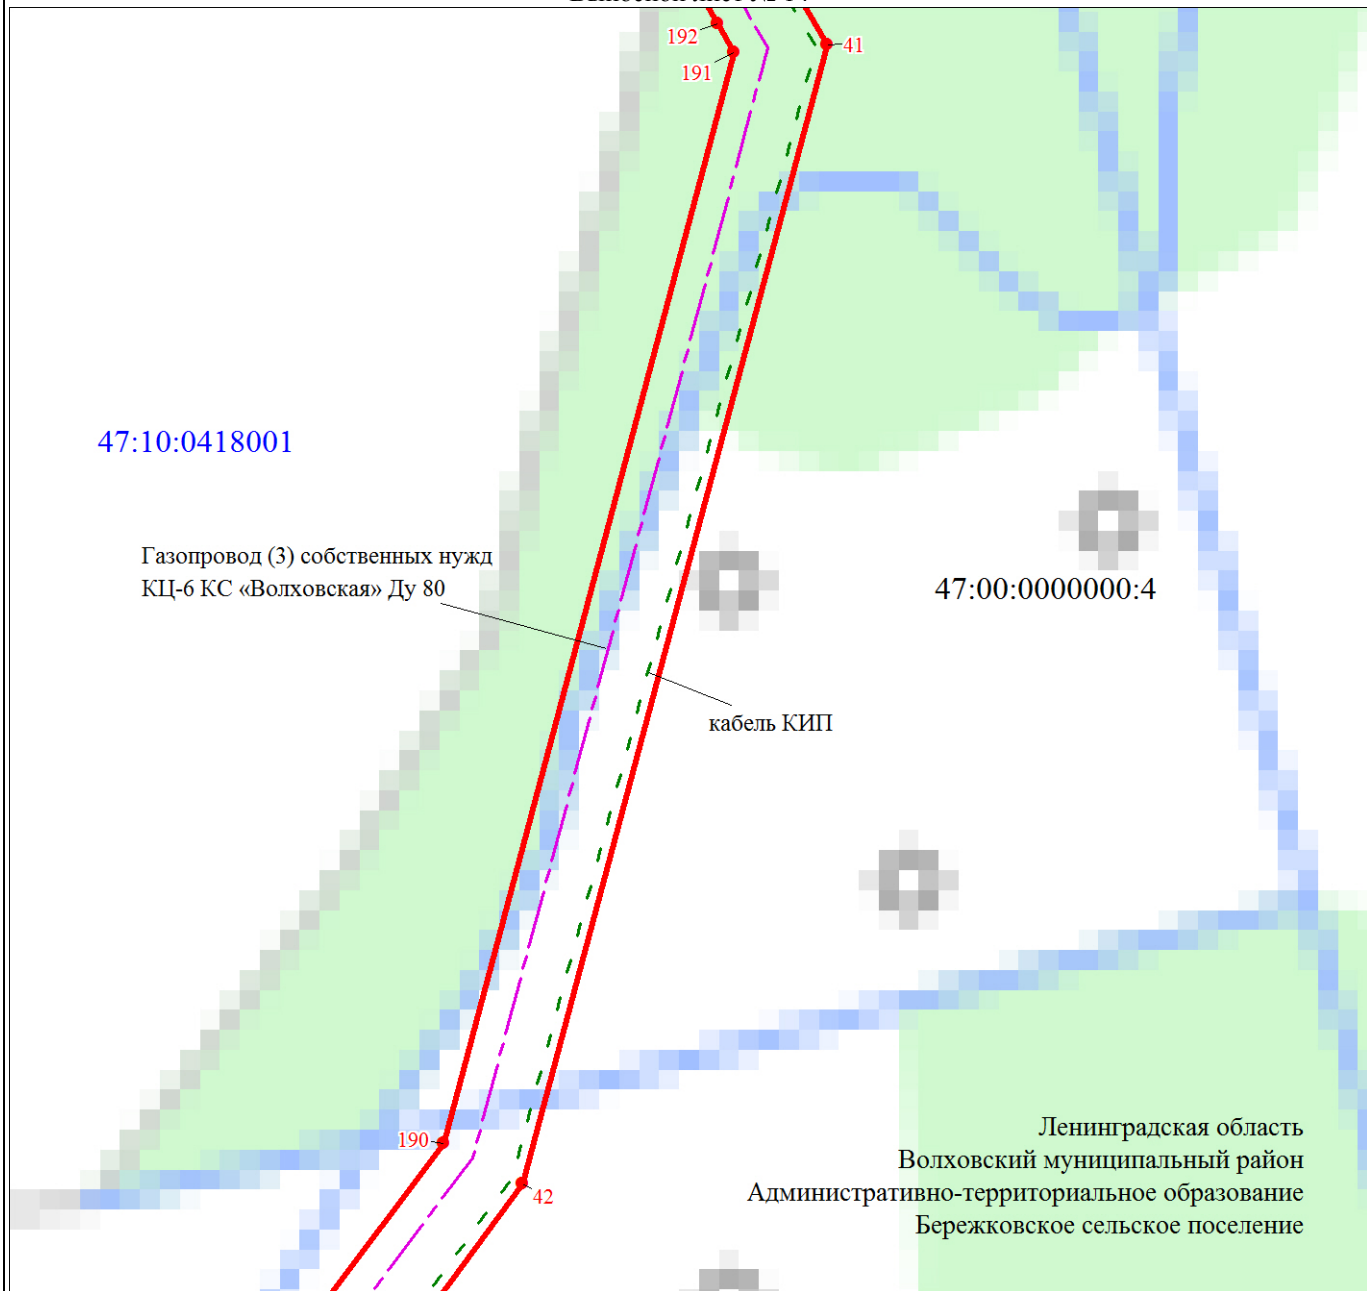 192
191
41
47:10:0418001
Газопровод (3) собственных нужд
КЦ-6 КС «Волховская» Ду 80
47:00:0000000:4
кабель КИП
190
42
Ленинградская область
Волховский муниципальный район
Административно-территориальное образование
Бережковское сельское поселение